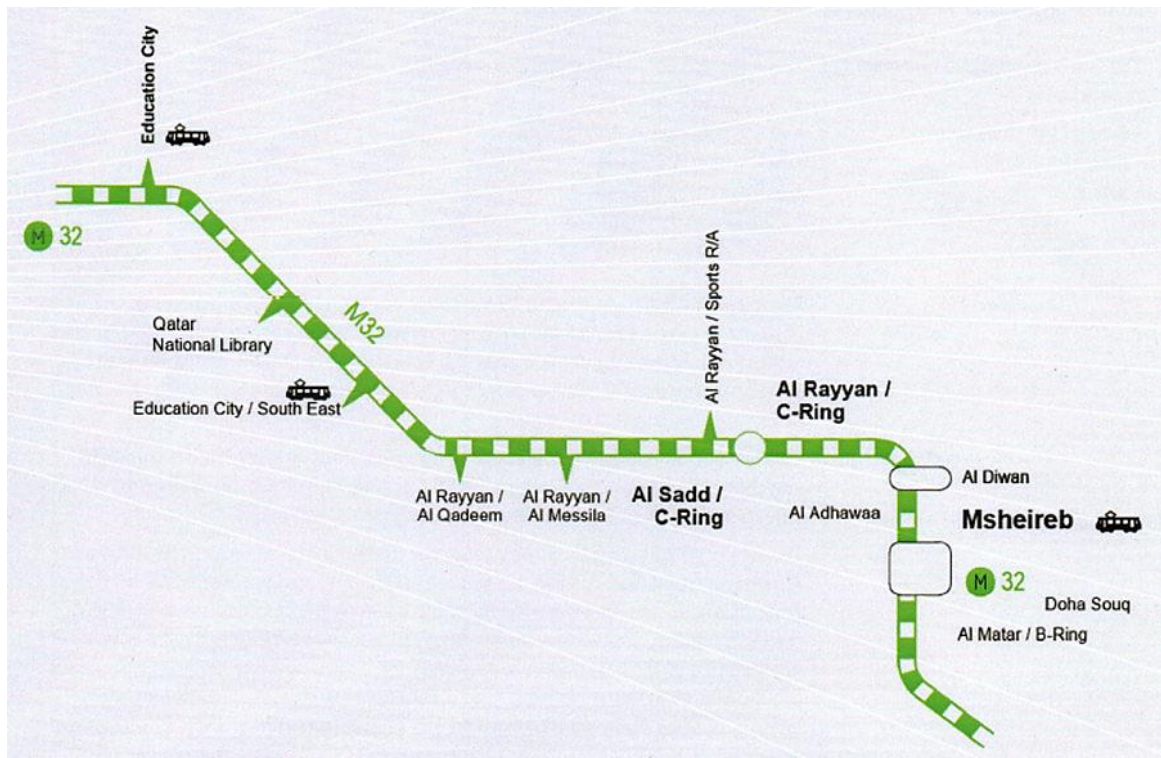 Education City
M 32
M32
Qatar
National Library
Education City / South East
Al Rayyan / Sports R/A
Al Rayyan /
C-Ring
Al Rayyan /
Al Qadeem
Al Rayyan /
Al Messila
Al Sadd /
C-Ring
Al Diwan
Al Adhawaa
Msheireb
M 32
Doha Souq
Al Matar / B-Ring